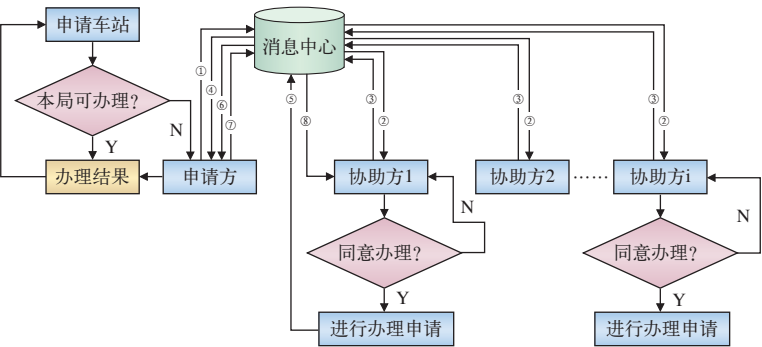 申请车站
消息中心
本局可办理?
N
Y
办理结果
申请方
①
④
⑥
⑦
⑤
⑧
③
②
③
②
③
②
协助方1
协助方2
……
协助方i
同意办理?
N
Y
进行办理申请
同意办理?
N
Y
进行办理申请